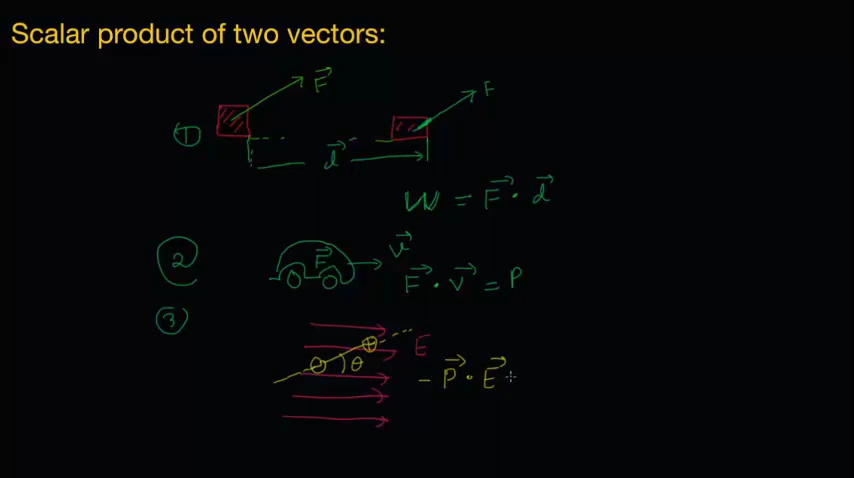 Scalar product of two vectors:
F⃗
F
①
d⃗
W = F⃗ · d⃗
②
F⃗
v⃗
F⃗ · v⃗ = P
③
E
θ
− P⃗ · E⃗